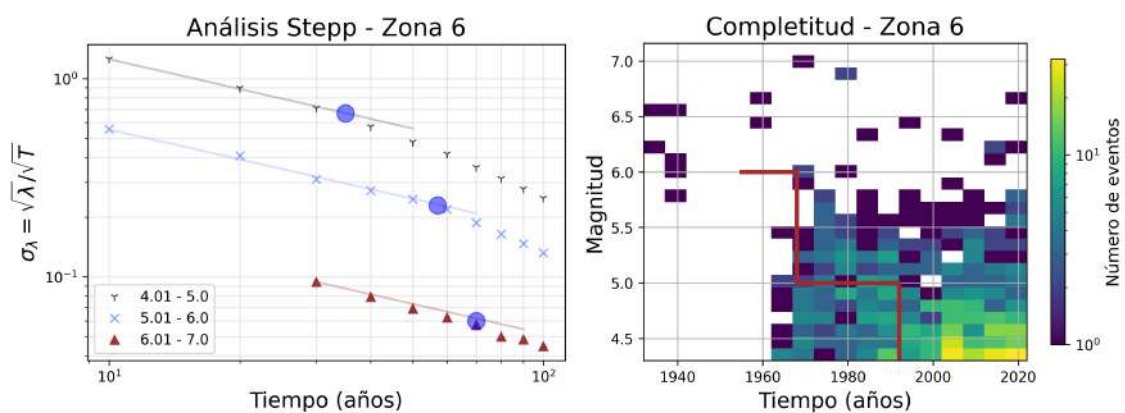 Análisis Stepp - Zona 6
10⁰
10⁻¹
σ_λ = √λ/√T
4.01 - 5.0
5.01 - 6.0
6.01 - 7.0
10¹
10²
Tiempo (años)
Completitud - Zona 6
7.0
6.5
6.0
5.5
5.0
4.5
Magnitud
1940
1960
1980
2000
2020
Tiempo (años)
10¹
10⁰
Número de eventos